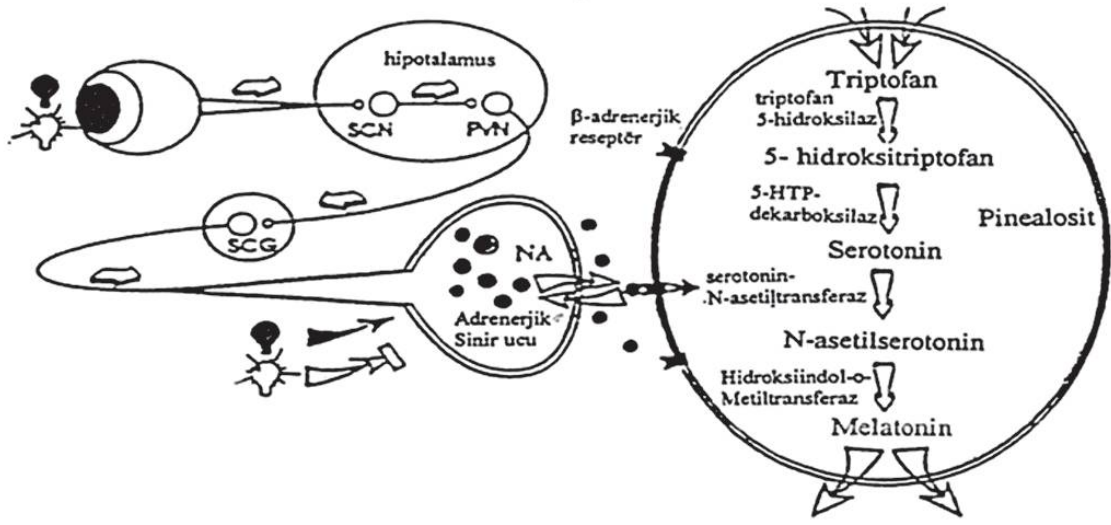 hipotalamus
SCN
PVN
SCG
NA
Adrenerjik
Sinir ucu
β-adrenerjik
reseptör
Triptofan
triptofan
5-hidroksilaz
5- hidroksitriptofan
5-HTP-
dekarboksilaz
Pinealosit
Serotonin
serotonin-
N-asetiltransferaz
N-asetilserotonin
Hidroksiindol-o-
Metiltransferaz
Melatonin